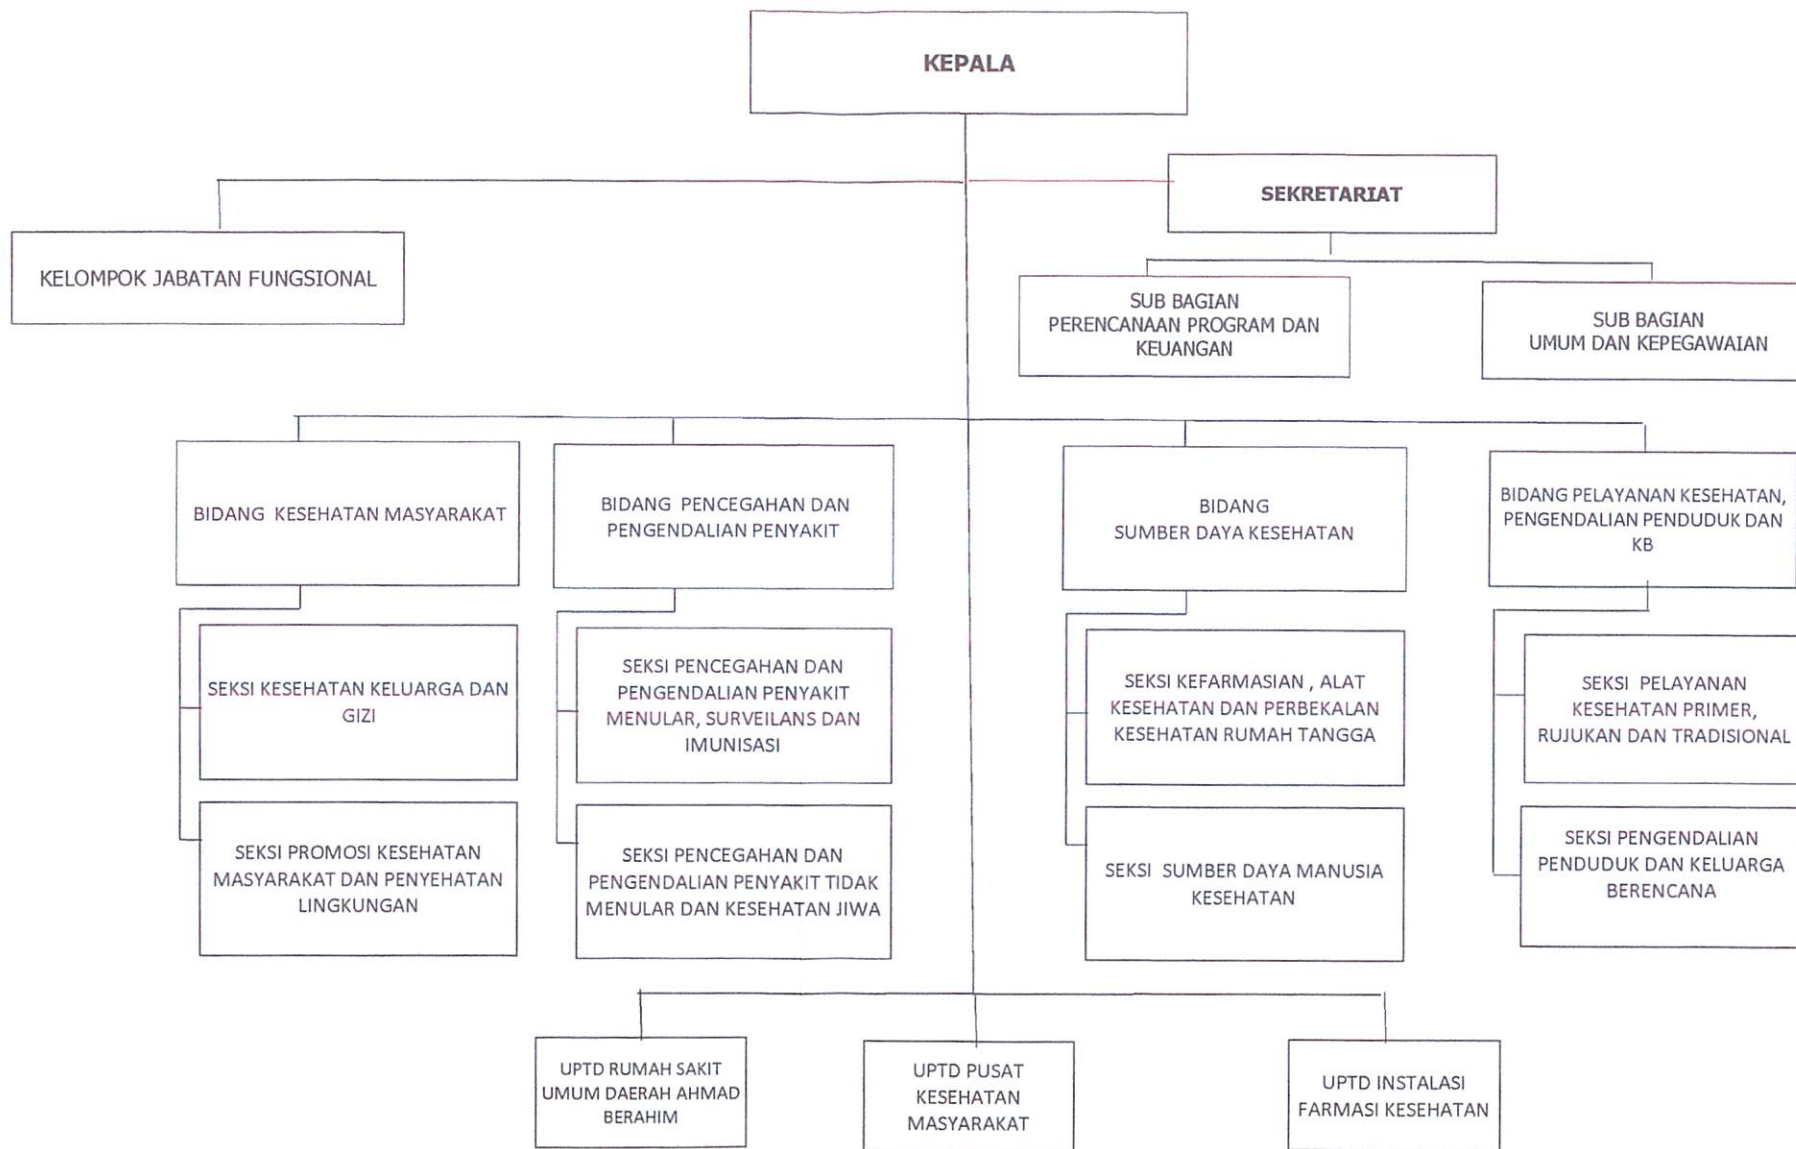 KEPALA
SEKRETARIAT
KELOMPOK JABATAN FUNGSIONAL
SUB BAGIAN
PERENCANAAN PROGRAM DAN
KEUANGAN
SUB BAGIAN
UMUM DAN KEPEGAWAIAN
BIDANG KESEHATAN MASYARAKAT
BIDANG PENCEGAHAN DAN
PENGENDALIAN PENYAKIT
BIDANG
SUMBER DAYA KESEHATAN
BIDANG PELAYANAN KESEHATAN,
PENGENDALIAN PENDUDUK DAN
KB
SEKSI KESEHATAN KELUARGA DAN
GIZI
SEKSI PENCEGAHAN DAN
PENGENDALIAN PENYAKIT
MENULAR, SURVEILANS DAN
IMUNISASI
SEKSI KEFARMASIAN , ALAT
KESEHATAN DAN PERBEKALAN
KESEHATAN RUMAH TANGGA
SEKSI PELAYANAN
KESEHATAN PRIMER,
RUJUKAN DAN TRADISIONAL
SEKSI PROMOSI KESEHATAN
MASYARAKAT DAN PENYEHATAN
LINGKUNGAN
SEKSI PENCEGAHAN DAN
PENGENDALIAN PENYAKIT TIDAK
MENULAR DAN KESEHATAN JIWA
SEKSI SUMBER DAYA MANUSIA
KESEHATAN
SEKSI PENGENDALIAN
PENDUDUK DAN KELUARGA
BERENCANA
UPTD RUMAH SAKIT
UMUM DAERAH AHMAD
BERAHIM
UPTD PUSAT
KESEHATAN
MASYARAKAT
UPTD INSTALASI
FARMASI KESEHATAN